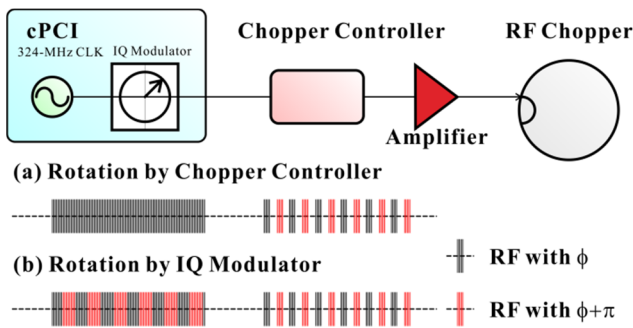 cPCI
324-MHz CLK
IQ Modulator
Chopper Controller
RF Chopper
Amplifier
(a) Rotation by Chopper Controller
(b) Rotation by IQ Modulator
RF with ϕ
RF with ϕ+π